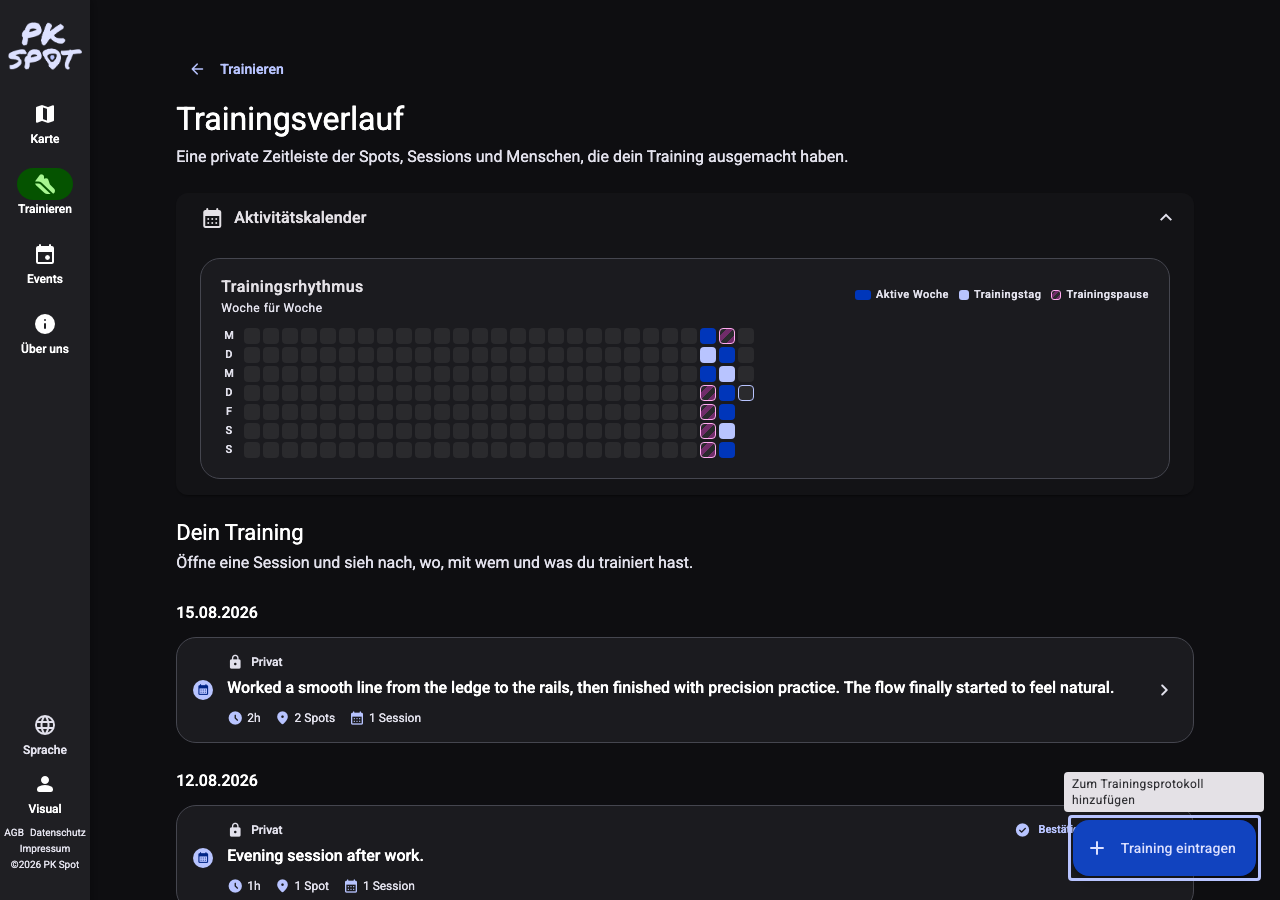 PK
SPOT
Karte
Trainieren
Events
Über uns
Sprache
Visual
AGB Datenschutz
Impressum
©2026 PK Spot
Trainieren
Trainingsverlauf
Eine private Zeitleiste der Spots, Sessions und Menschen, die dein Training ausgemacht haben.
Aktivitätskalender
Trainingsrhythmus
Woche für Woche
Aktive Woche Trainingstag Trainingspause
M
D
M
D
F
S
S
Dein Training
Öffne eine Session und sieh nach, wo, mit wem und was du trainiert hast.
15.08.2026
Privat
Worked a smooth line from the ledge to the rails, then finished with precision practice. The flow finally started to feel natural.
2h 2 Spots 1 Session
12.08.2026
Privat
Evening session after work.
1h 1 Spot 1 Session
Zum Trainingsprotokoll
hinzufügen
Training eintragen